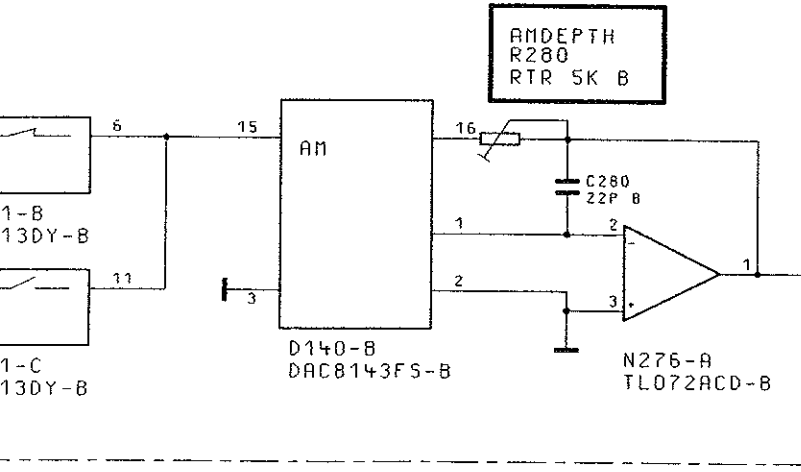 AMDEPTH
R280
RTR 5K B
6
15
16
AM
C280
22P B
1-B
13DY-B
1
2
-
1
11
3
2
3
+
1-C
13DY-B
D140-B
DAC8143FS-B
N276-A
TL072ACD-B